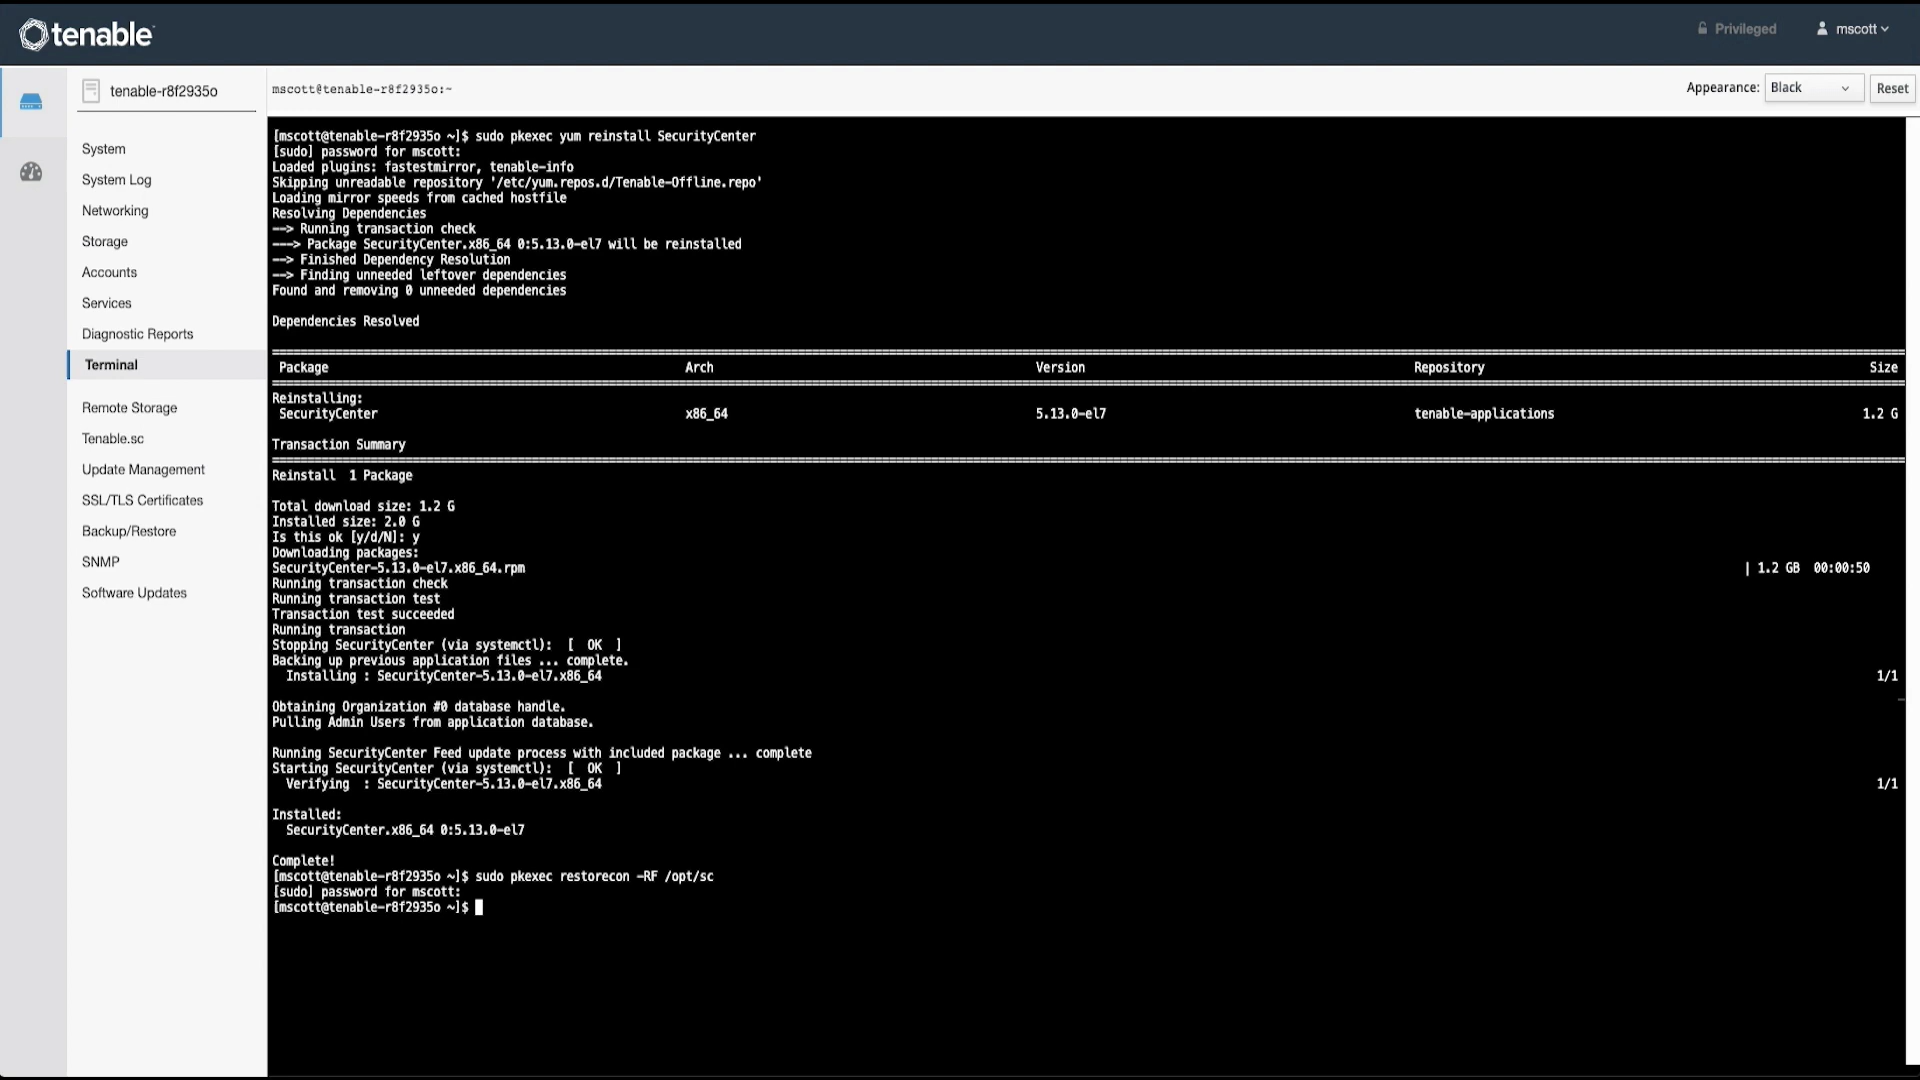 tenable
Privileged
mscott
tenable-r8f2935o
mscott@tenable-r8f2935o:~
Appearance:
Black
Reset
System
System Log
Networking
Storage
Accounts
Services
Diagnostic Reports
Terminal
Remote Storage
Tenable.sc
Update Management
SSL/TLS Certificates
Backup/Restore
SNMP
Software Updates
[mscott@tenable-r8f2935o ~]$ sudo pkexec yum reinstall SecurityCenter
[sudo] password for mscott:
Loaded plugins: fastestmirror, tenable-info
Skipping unreadable repository '/etc/yum.repos.d/Tenable-Offline.repo'
Loading mirror speeds from cached hostfile
Resolving Dependencies
--> Running transaction check
---> Package SecurityCenter.x86_64 0:5.13.0-el7 will be reinstalled
--> Finished Dependency Resolution
--> Finding unneeded leftover dependencies
Found and removing 0 unneeded dependencies
Dependencies Resolved
Package Arch Version Repository Size
Reinstalling:
SecurityCenter x86_64 5.13.0-el7 tenable-applications 1.2 G
Transaction Summary
Reinstall 1 Package
Total download size: 1.2 G
Installed size: 2.0 G
Is this ok [y/d/N]: y
Downloading packages:
SecurityCenter-5.13.0-el7.x86_64.rpm | 1.2 GB 00:00:50
Running transaction check
Running transaction test
Transaction test succeeded
Running transaction
Stopping SecurityCenter (via systemctl): [ OK ]
Backing up previous application files ... complete.
Installing : SecurityCenter-5.13.0-el7.x86_64 1/1
Obtaining Organization #0 database handle.
Pulling Admin Users from application database.
Running SecurityCenter Feed update process with included package ... complete
Starting SecurityCenter (via systemctl): [ OK ]
Verifying : SecurityCenter-5.13.0-el7.x86_64 1/1
Installed:
SecurityCenter.x86_64 0:5.13.0-el7
Complete!
[mscott@tenable-r8f2935o ~]$ sudo pkexec restorecon -RF /opt/sc
[sudo] password for mscott:
[mscott@tenable-r8f2935o ~]$